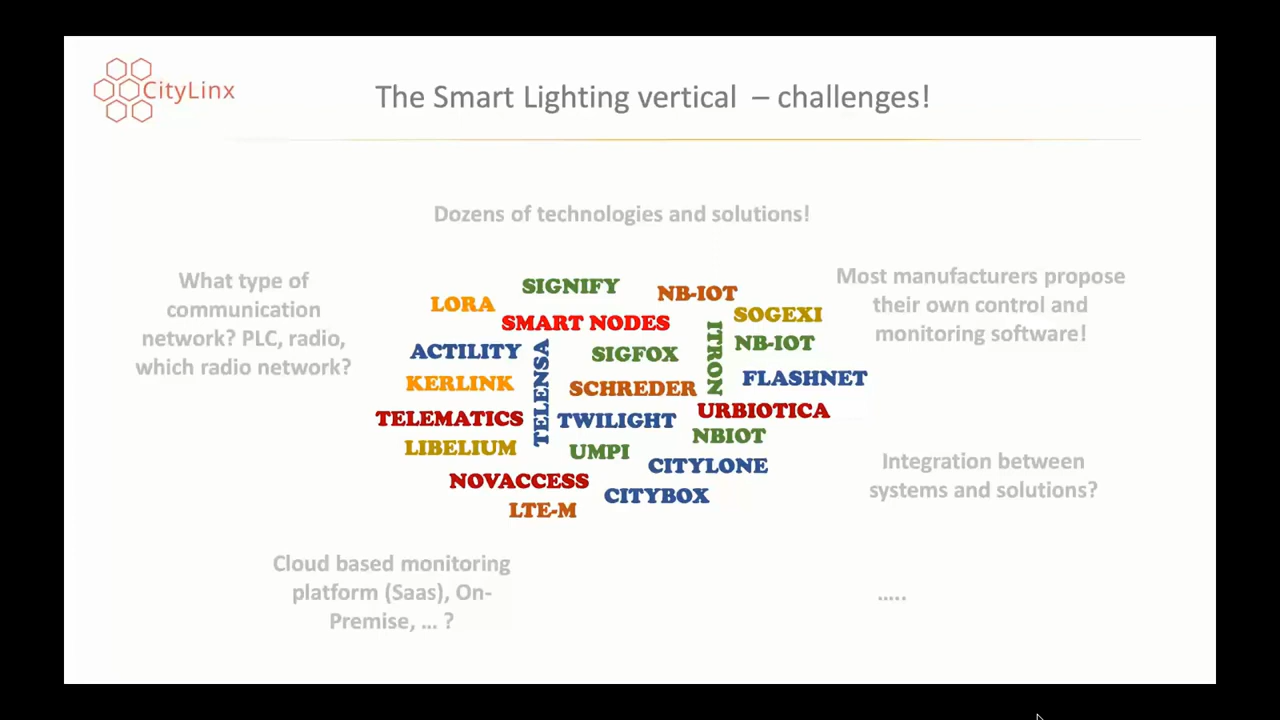 CityLinx
The Smart Lighting vertical – challenges!
Dozens of technologies and solutions!
What type of
communication
network? PLC, radio,
which radio network?
Most manufacturers propose
their own control and
monitoring software!
SIGNIFY
NB-IOT
LORA
SOGEXI
SMART NODES
ITRON
NB-IOT
ACTILITY
TELENSA
SIGFOX
FLASHNET
KERLINK
SCHREDER
URBIOTICA
TELEMATICS
TWILIGHT
NBIOT
LIBELIUM
UMPI
CITYLONE
NOVACCESS
CITYBOX
LTE-M
Integration between
systems and solutions?
Cloud based monitoring
platform (Saas), On-
Premise, ... ?
.....